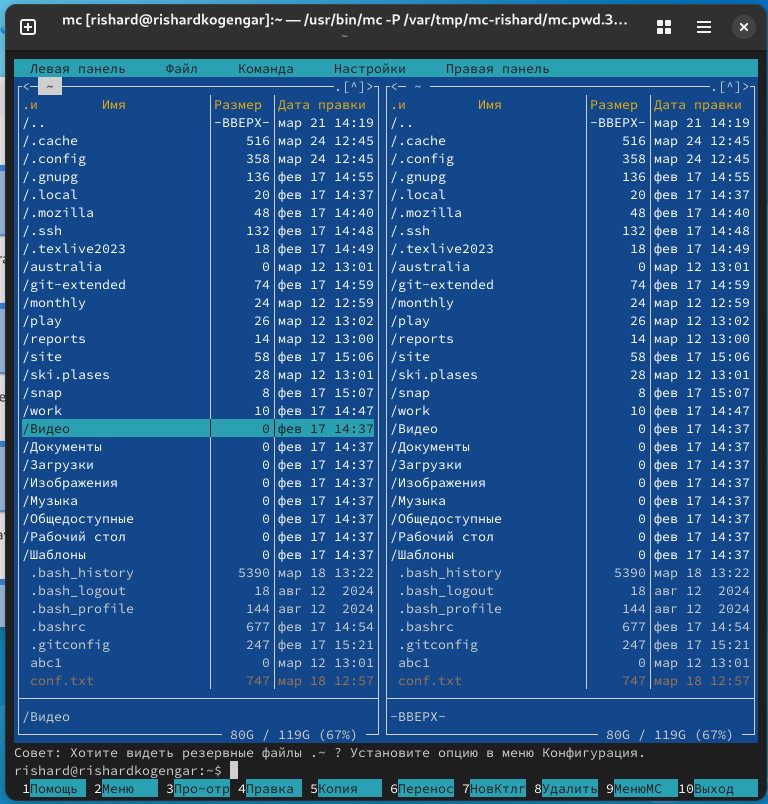 mc [rishard@rishardkogengar]:~ — /usr/bin/mc -P /var/tmp/mc-rishard/mc.pwd.3…
~
Левая панель Файл Команда Настройки Правая панель
<─ ~ .[^]> <─ ~ .[^]>
.и Имя Размер Дата правки .и Имя Размер Дата правки
/.. -ВВЕРХ- мар 21 14:19 /.. -ВВЕРХ- мар 21 14:19
/.cache 516 мар 24 12:45 /.cache 516 мар 24 12:45
/.config 358 мар 24 12:45 /.config 358 мар 24 12:45
/.gnupg 136 фев 17 14:55 /.gnupg 136 фев 17 14:55
/.local 20 фев 17 14:37 /.local 20 фев 17 14:37
/.mozilla 48 фев 17 14:40 /.mozilla 48 фев 17 14:40
/.ssh 132 фев 17 14:48 /.ssh 132 фев 17 14:48
/.texlive2023 18 фев 17 14:49 /.texlive2023 18 фев 17 14:49
/australia 0 мар 12 13:01 /australia 0 мар 12 13:01
/git-extended 74 фев 17 14:59 /git-extended 74 фев 17 14:59
/monthly 24 мар 12 12:59 /monthly 24 мар 12 12:59
/play 26 мар 12 13:02 /play 26 мар 12 13:02
/reports 14 мар 12 13:00 /reports 14 мар 12 13:00
/site 58 фев 17 15:06 /site 58 фев 17 15:06
/ski.plases 28 мар 12 13:01 /ski.plases 28 мар 12 13:01
/snap 8 фев 17 15:07 /snap 8 фев 17 15:07
/work 10 фев 17 14:47 /work 10 фев 17 14:47
/Видео 0 фев 17 14:37 /Видео 0 фев 17 14:37
/Документы 0 фев 17 14:37 /Документы 0 фев 17 14:37
/Загрузки 0 фев 17 14:37 /Загрузки 0 фев 17 14:37
/Изображения 0 фев 17 14:37 /Изображения 0 фев 17 14:37
/Музыка 0 фев 17 14:37 /Музыка 0 фев 17 14:37
/Общедоступные 0 фев 17 14:37 /Общедоступные 0 фев 17 14:37
/Рабочий стол 0 фев 17 14:37 /Рабочий стол 0 фев 17 14:37
/Шаблоны 0 фев 17 14:37 /Шаблоны 0 фев 17 14:37
.bash_history 5390 мар 18 13:22 .bash_history 5390 мар 18 13:22
.bash_logout 18 авг 12 2024 .bash_logout 18 авг 12 2024
.bash_profile 144 авг 12 2024 .bash_profile 144 авг 12 2024
.bashrc 677 фев 17 14:54 .bashrc 677 фев 17 14:54
.gitconfig 247 фев 17 15:21 .gitconfig 247 фев 17 15:21
abc1 0 мар 12 13:01 abc1 0 мар 12 13:01
conf.txt 747 мар 18 12:57 conf.txt 747 мар 18 12:57
/Видео -ВВЕРХ-
80G / 119G (67%) 80G / 119G (67%)
Совет: Хотите видеть резервные файлы .~ ? Установите опцию в меню Конфигурация.
rishard@rishardkogengar:~$
1Помощь 2Меню 3Про~отр 4Правка 5Копия 6Перенос 7НовКтлг 8Удалить 9МенюМС 10Выход